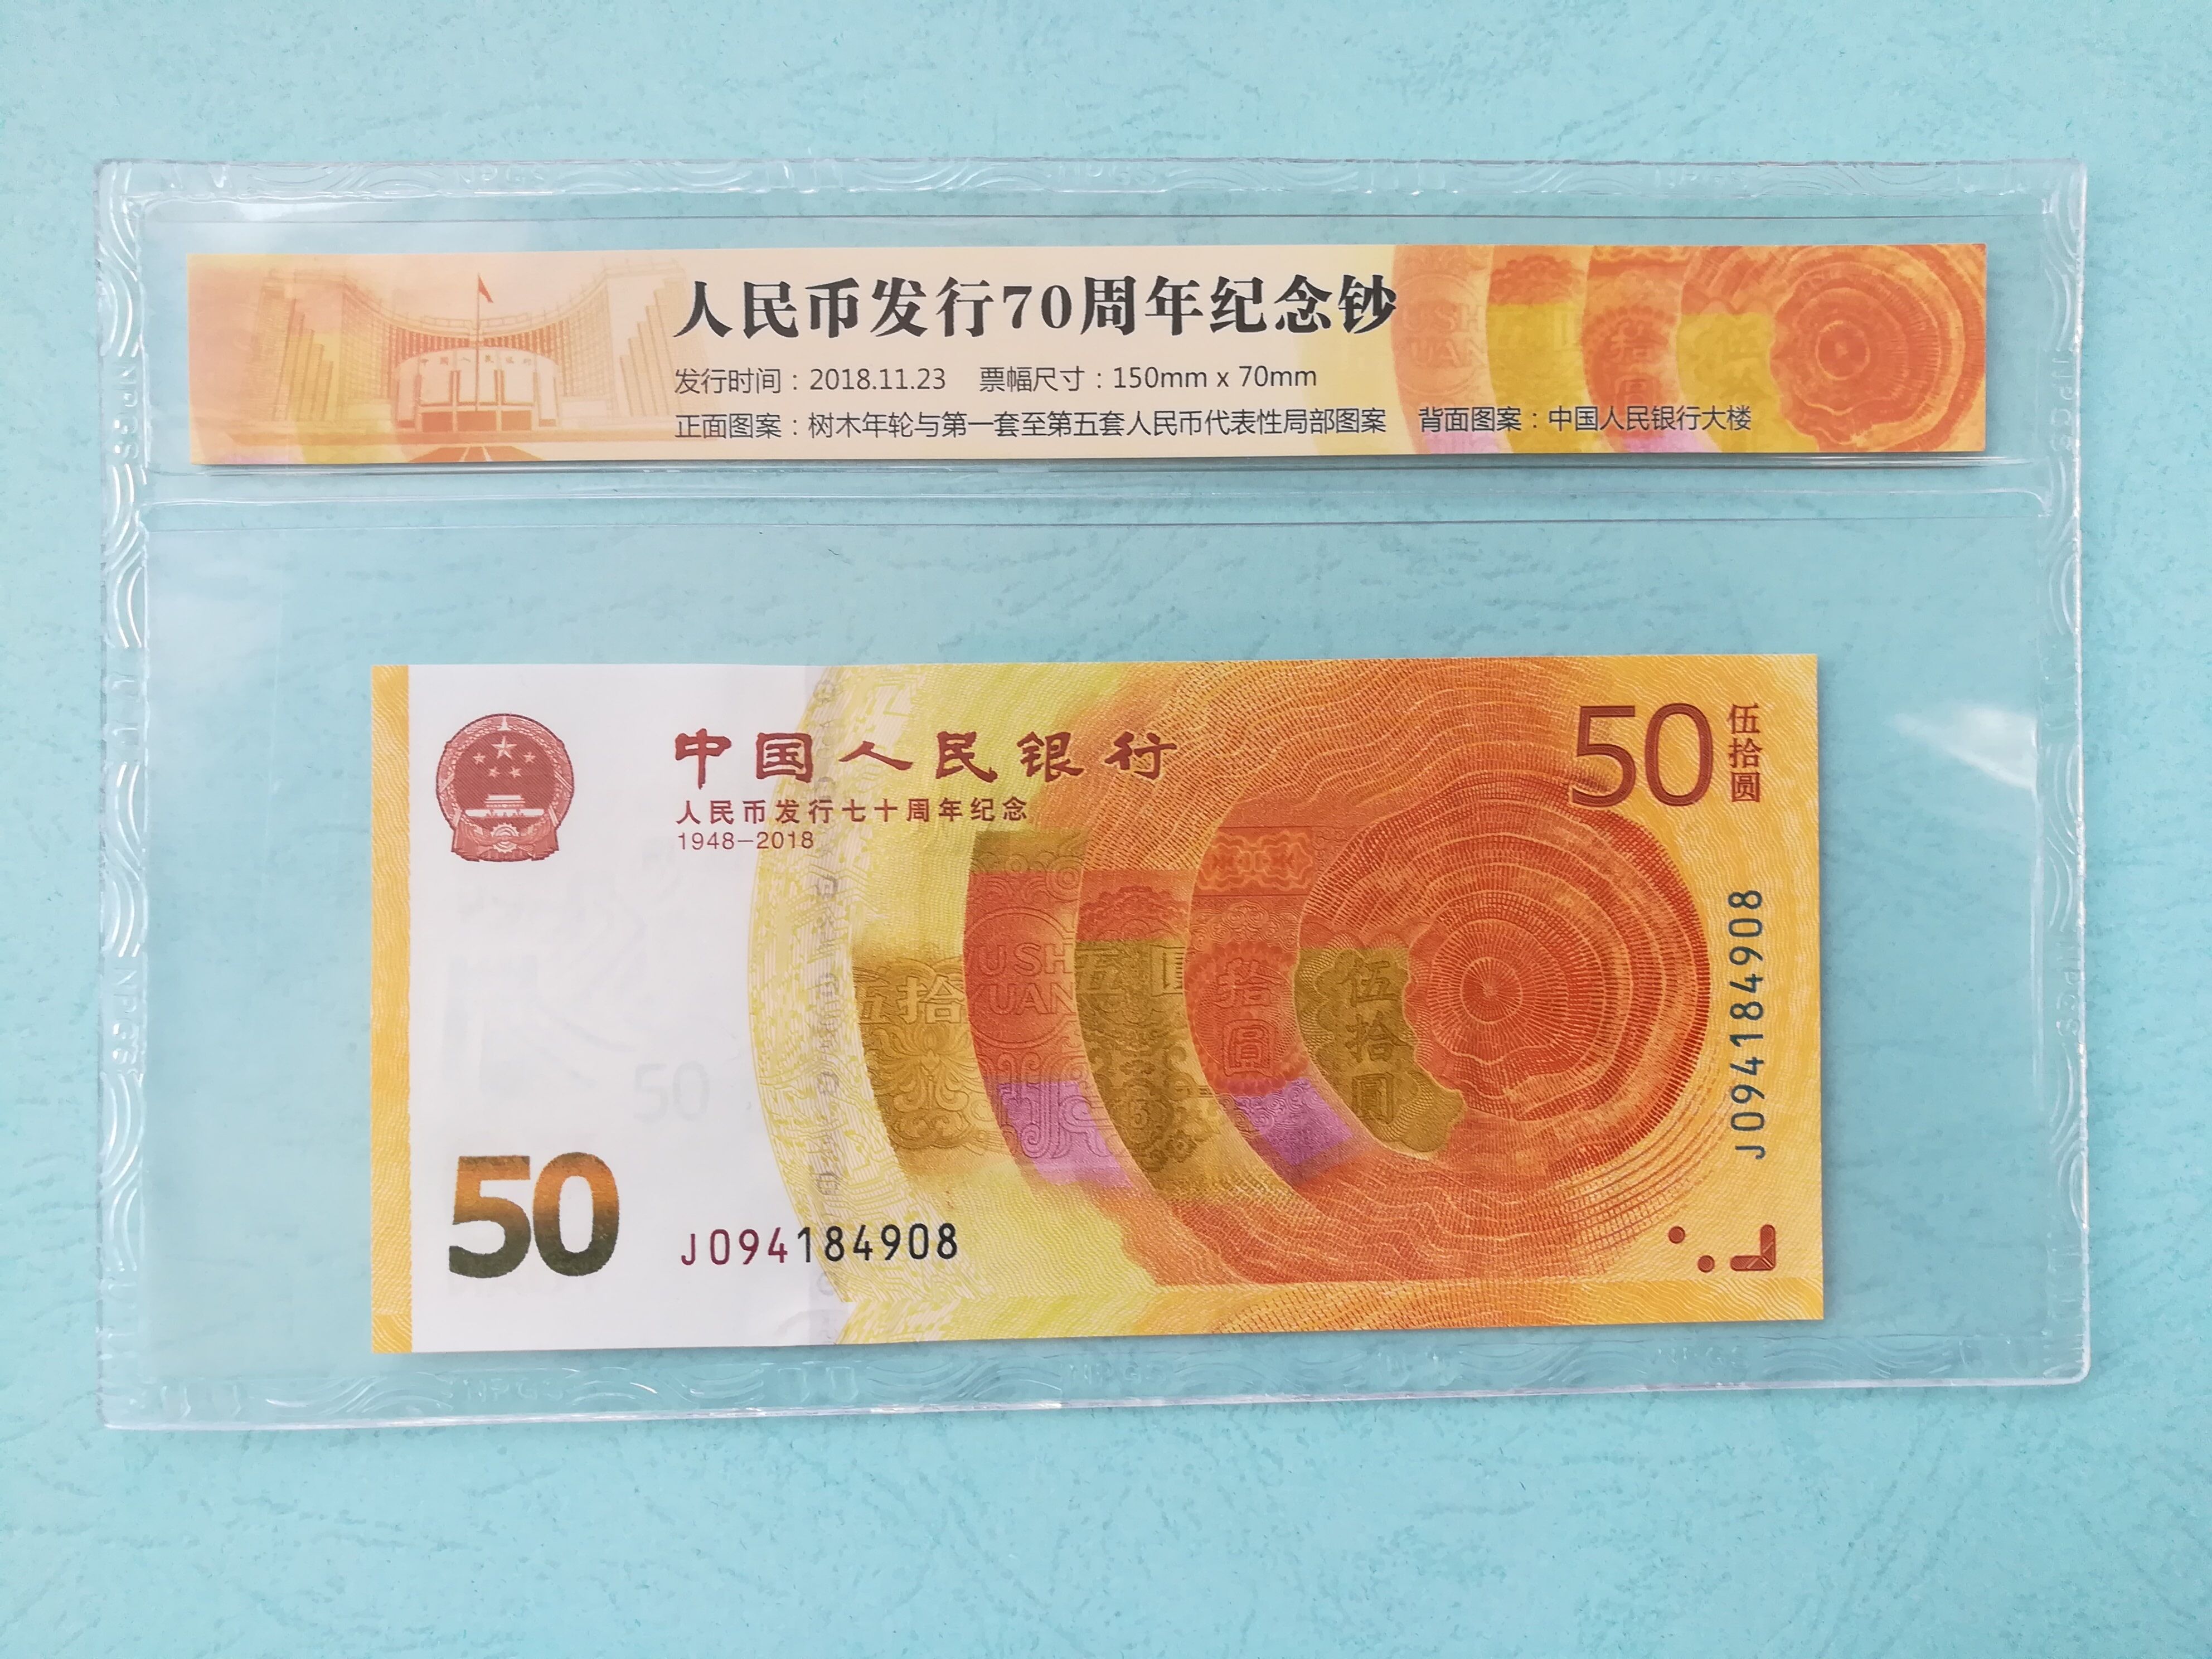 人民币发行70周年纪念钞
发行时间：2018.11.23 票幅尺寸：150mm x 70mm
正面图案：树木年轮与第一套至第五套人民币代表性局部图案 背面图案：中国人民银行大楼
中国人民银行
人民币发行七十周年纪念
1948-2018
50
伍拾圆
五拾
USH
YUAN
五圓
拾圓
伍拾圆
J094184908
50
50
J094184908